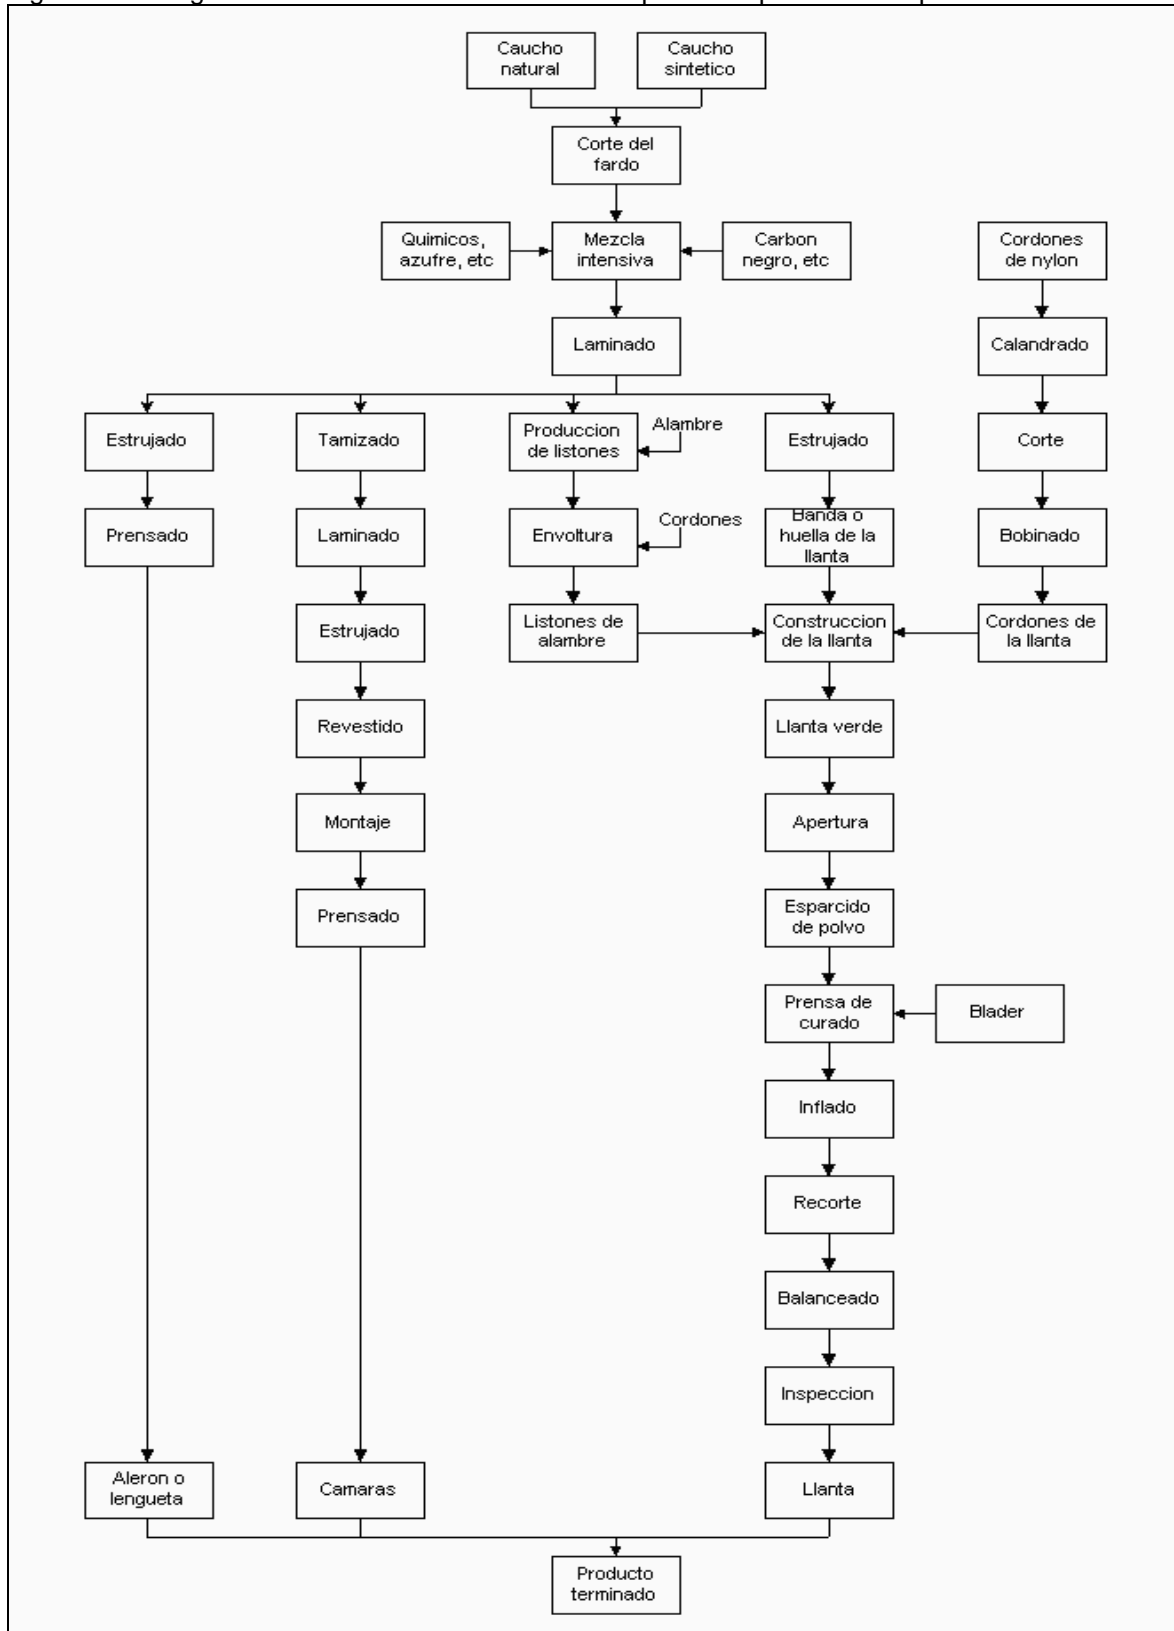 Caucho
natural
Caucho
sintetico
Corte del
fardo
Quimicos,
azufre, etc
Mezcla
intensiva
Carbon
negro, etc
Cordones
de nylon
Laminado
Calandrado
Estrujado
Tamizado
Produccion
de listones
Alambre
Estrujado
Corte
Prensado
Laminado
Envoltura
Cordones
Banda o
huella de la
llanta
Bobinado
Estrujado
Listones de
alambre
Construccion
de la llanta
Cordones de
la llanta
Revestido
Llanta verde
Montaje
Apertura
Prensado
Esparcido
de polvo
Prensa de
curado
Blader
Inflado
Recorte
Balanceado
Inspeccion
Aleron o
lengueta
Camaras
Llanta
Producto
terminado